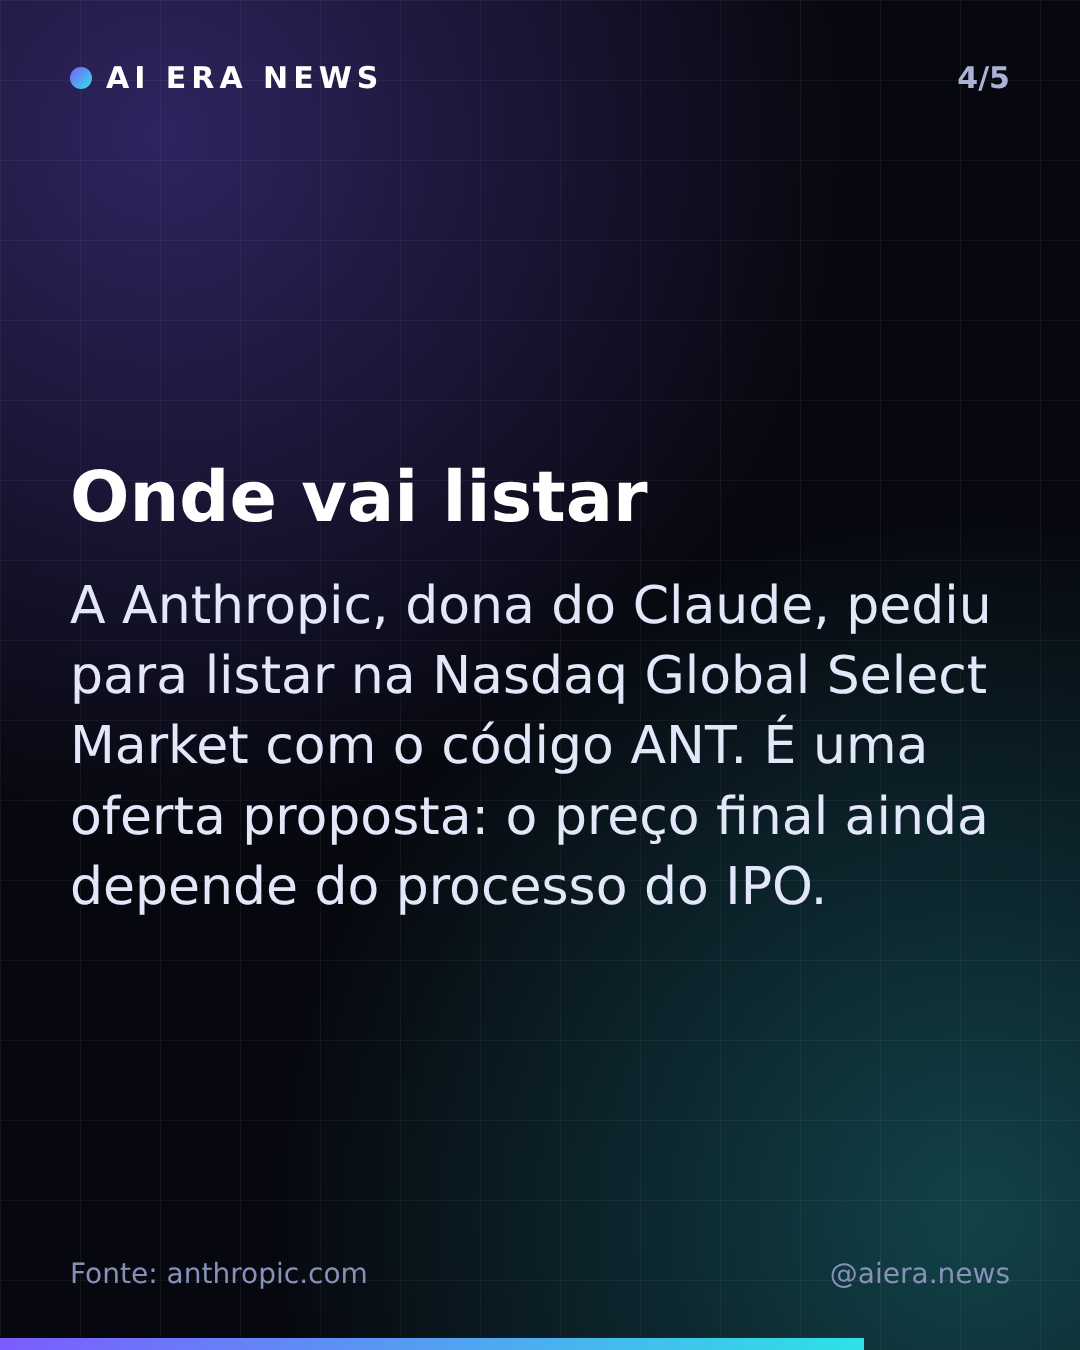 AI ERA NEWS
4/5
Onde vai listar
A Anthropic, dona do Claude, pediu
para listar na Nasdaq Global Select
Market com o código ANT. É uma
oferta proposta: o preço final ainda
depende do processo do IPO.
Fonte: anthropic.com
@aiera.news